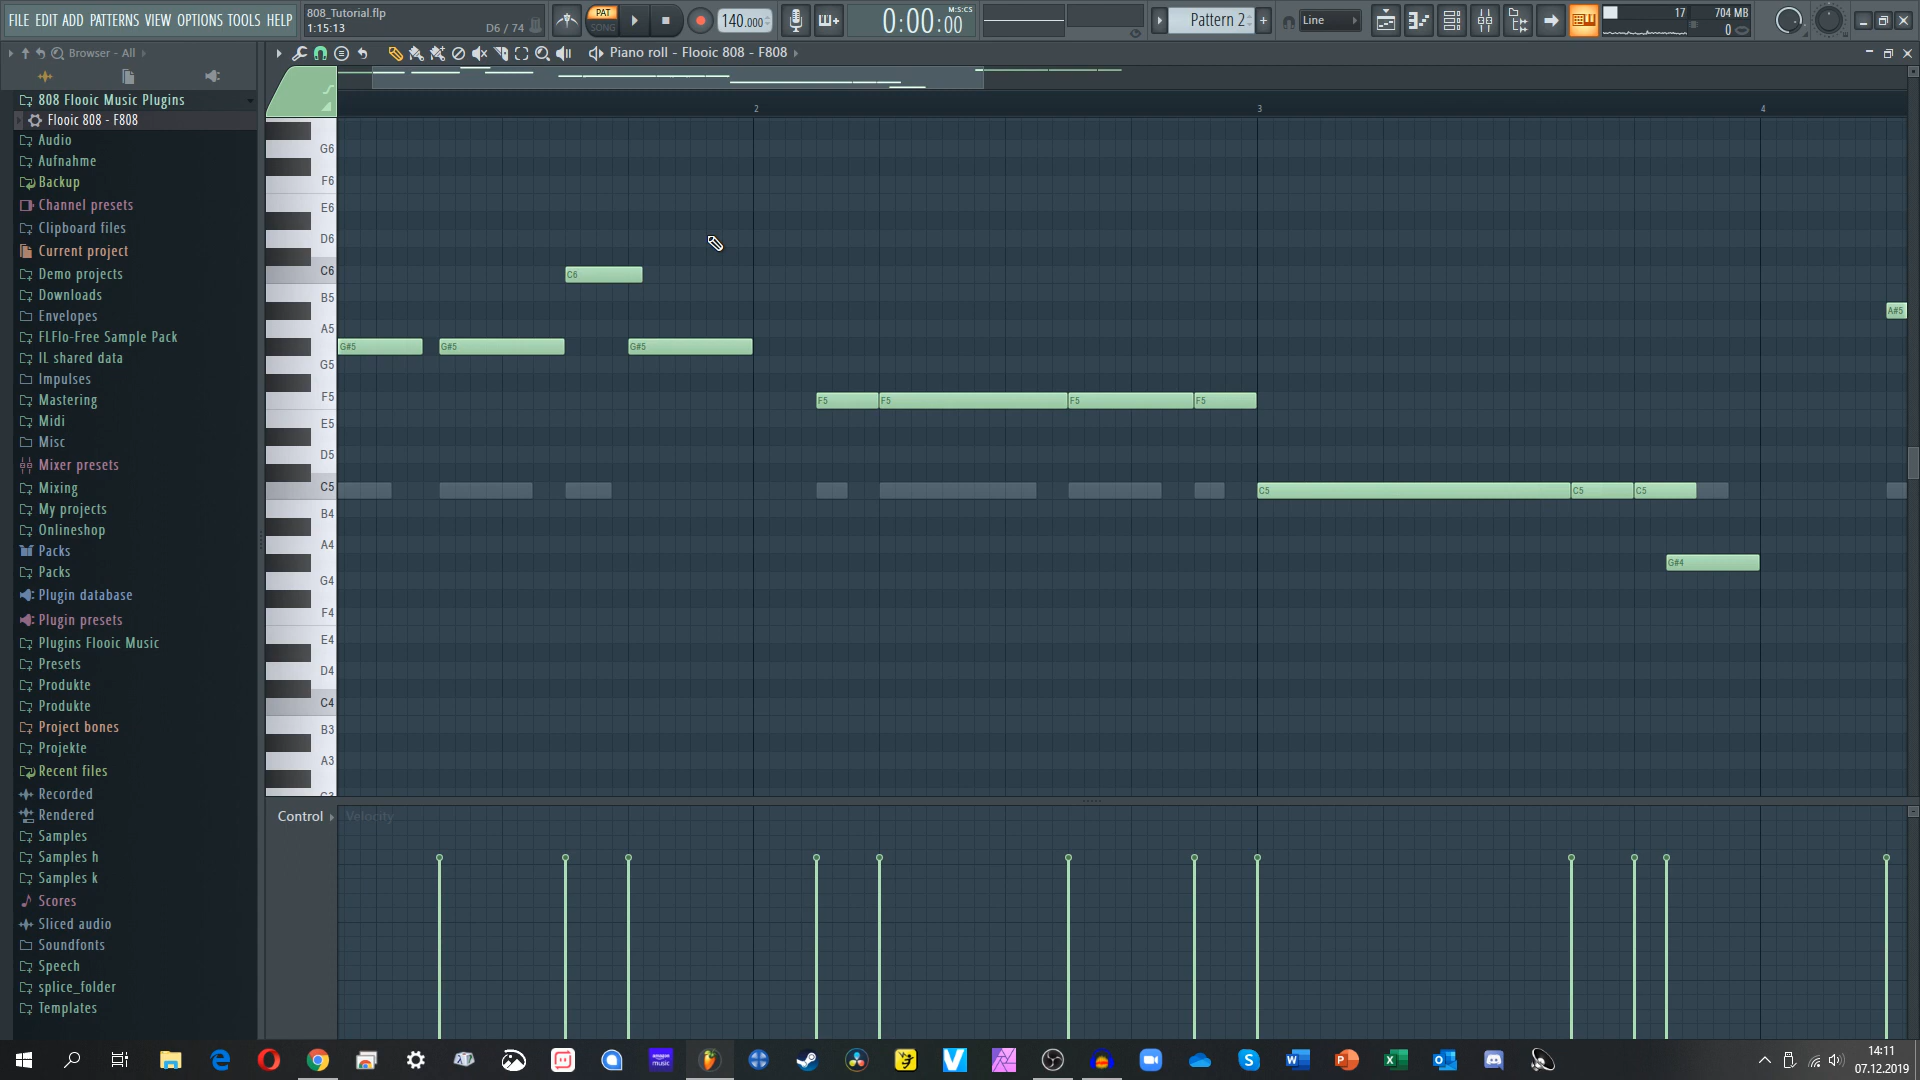 FILE EDIT ADD PATTERNS VIEW OPTIONS TOOLS HELP
808_Tutorial.flp
1:15:13 D6 / 74
PAT
SONG
140.000
M:S:CS
0:00:00
Pattern 2
Line
17 704 MB
0
Browser - All
Piano roll - Flooic 808 - F808
808 Flooic Music Plugins
Flooic 808 - F808
Audio
Aufnahme
Backup
Channel presets
Clipboard files
Current project
Demo projects
Downloads
Envelopes
FLFlo-Free Sample Pack
IL shared data
Impulses
Mastering
Midi
Misc
Mixer presets
Mixing
My projects
Onlineshop
Packs
Packs
Plugin database
Plugin presets
Plugins Flooic Music
Presets
Produkte
Produkte
Project bones
Projekte
Recent files
Recorded
Rendered
Samples
Samples h
Samples k
Scores
Sliced audio
Soundfonts
Speech
splice_folder
Templates
2 3 4
G6
F6
E6
D6
C6 C6
B5 A#5
A5
G#5 G#5 G#5
G5
F5 F5 F5 F5 F5
E5
D5
C5 C5 C5 C5
B4
A4
G#4
G4
F4
E4
D4
C4
B3
A3
G3
Control Velocity
amazon music
14:11
07.12.2019